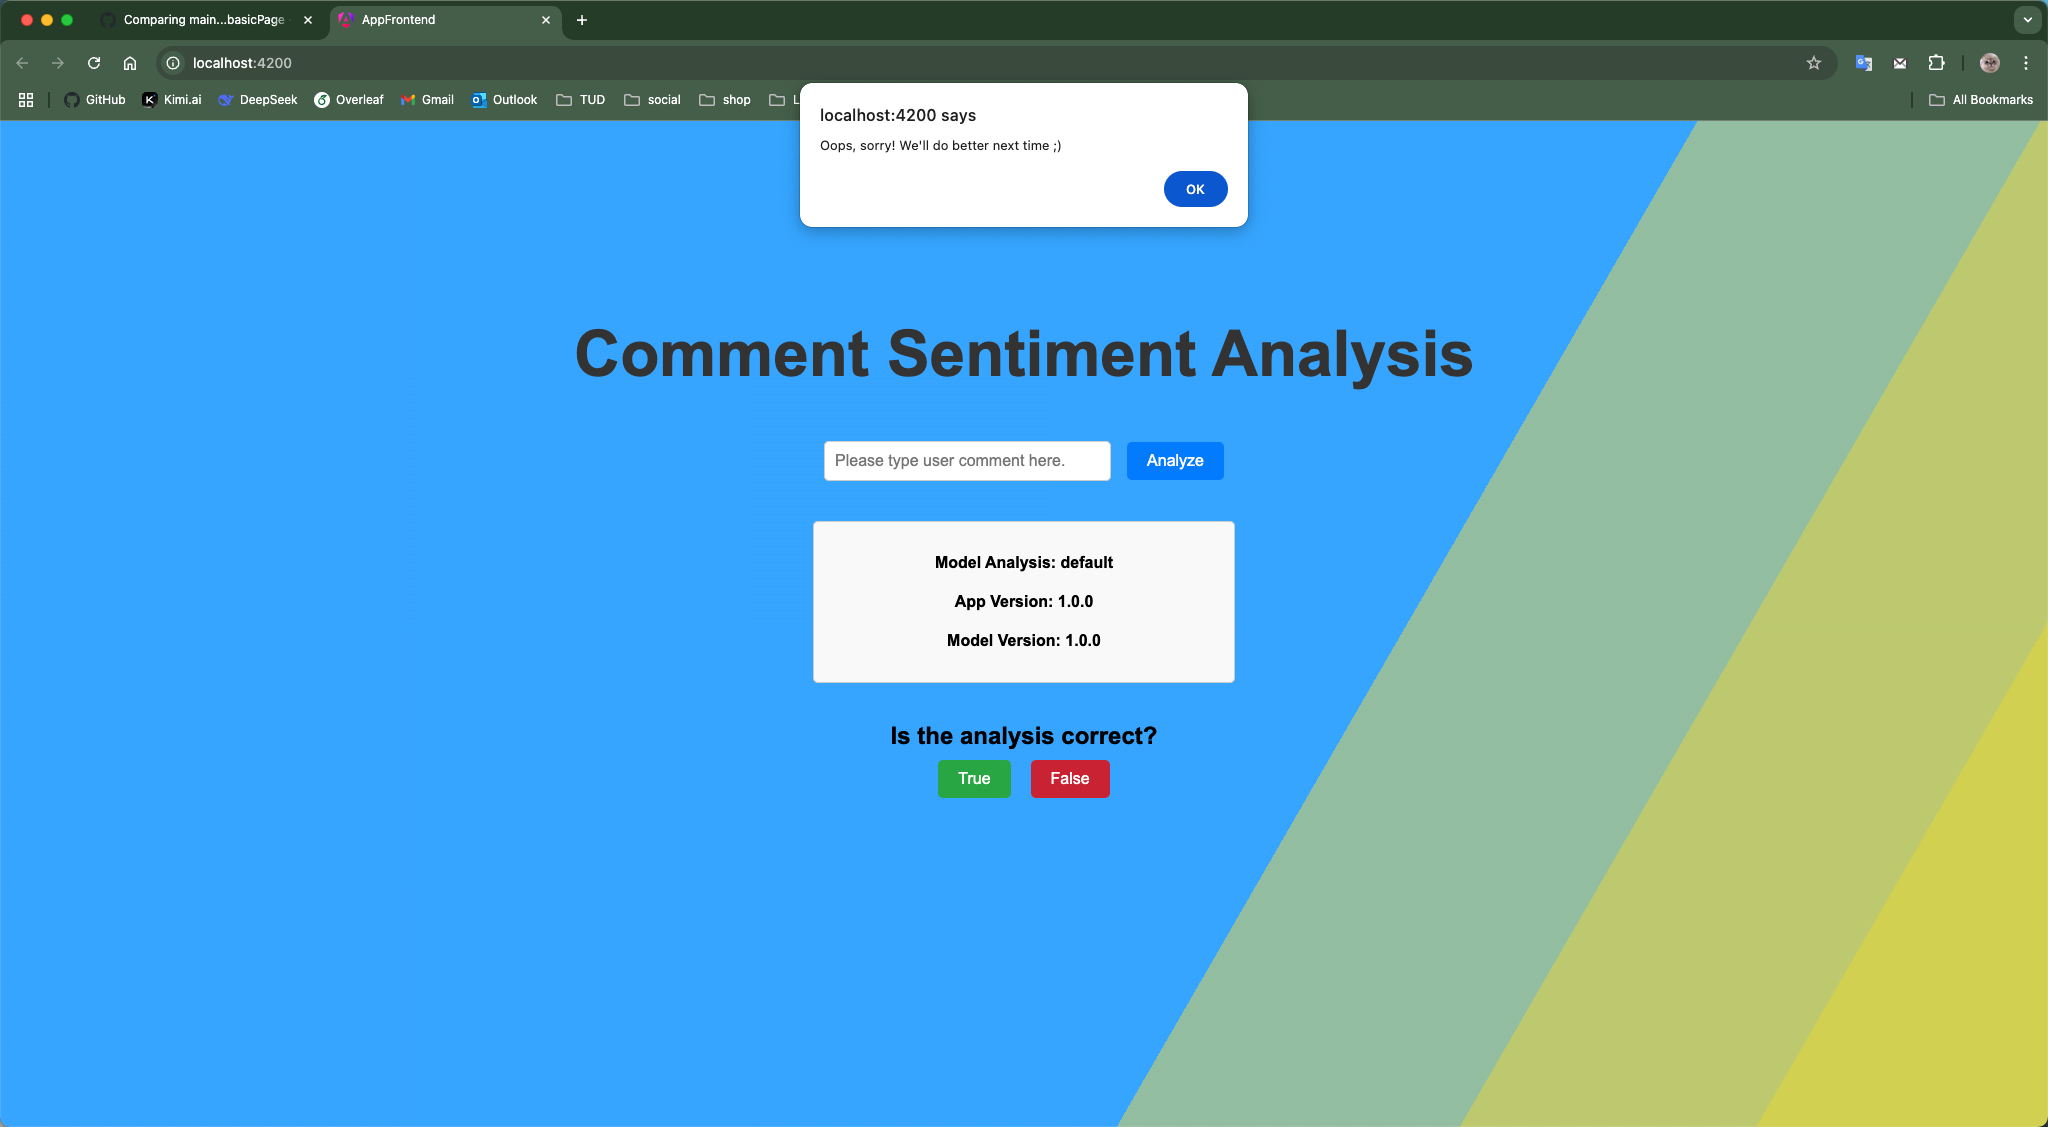 Comparing main...basicPage
AppFrontend
localhost:4200
GitHub
Kimi.ai
DeepSeek
Overleaf
Gmail
Outlook
TUD
social
shop
L
All Bookmarks
localhost:4200 says
Oops, sorry! We'll do better next time ;)
OK
Comment Sentiment Analysis
Please type user comment here.
Analyze
Model Analysis: default
App Version: 1.0.0
Model Version: 1.0.0
Is the analysis correct?
True
False